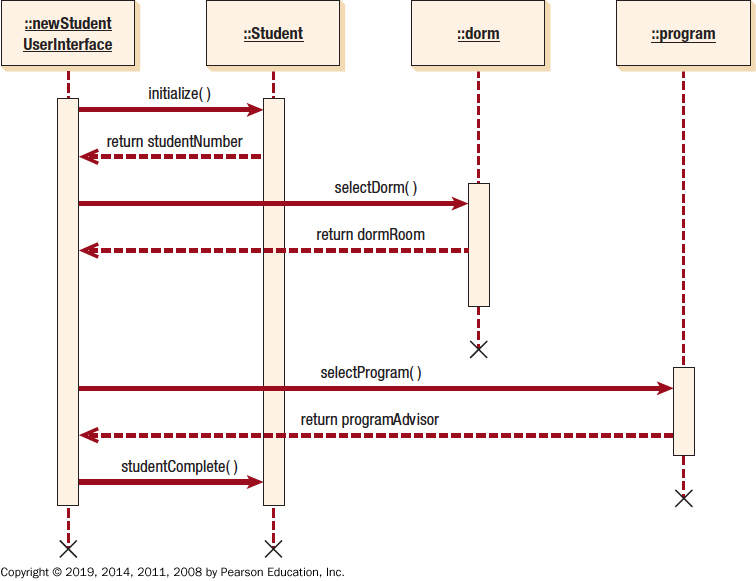 ::newStudent
UserInterface
::Student
::dorm
::program
initialize( )
return studentNumber
selectDorm( )
return dormRoom
selectProgram( )
return programAdvisor
studentComplete( )
Copyright © 2019, 2014, 2011, 2008 by Pearson Education, Inc.